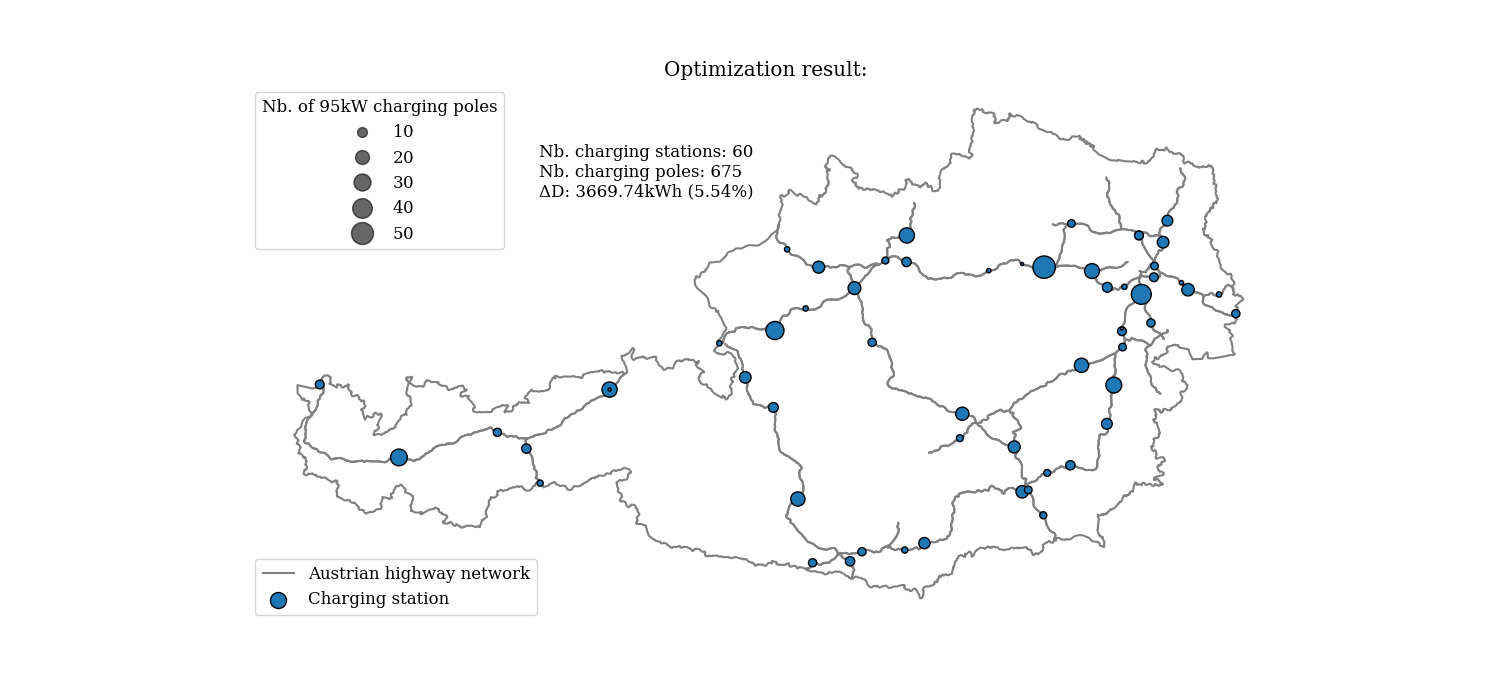 Optimization result:
Nb. of 95kW charging poles
10
20
30
40
50
Nb. charging stations: 60
Nb. charging poles: 675
ΔD: 3669.74kWh (5.54%)
Austrian highway network
Charging station